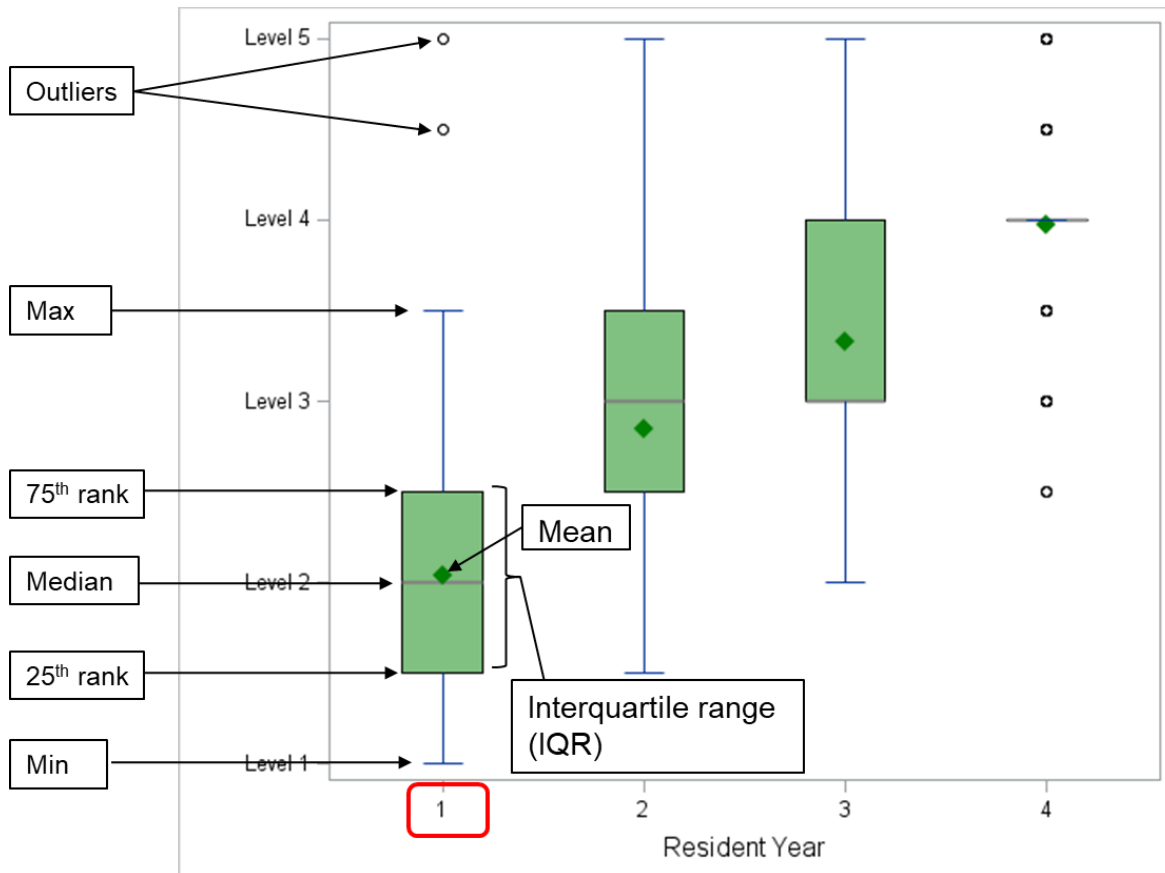 Level 5
Outliers
Level 4
Max
Level 3
75th rank
Mean
Median
Level 2
25th rank
Interquartile range
(IQR)
Min
Level 1
1
2
3
4
Resident Year